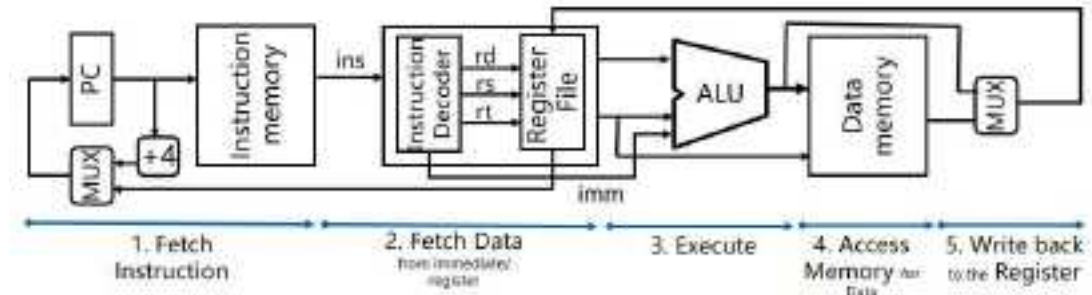 PC
+4
MUX
Instruction
memory
ins
Instruction
Decoder
rd
rs
rt
Register
File
imm
ALU
Data
memory
MUX
1. Fetch
Instruction
2. Fetch Data
from immediate/
register
3. Execute
4. Access
Memory for
Data
5. Write back
to the Register